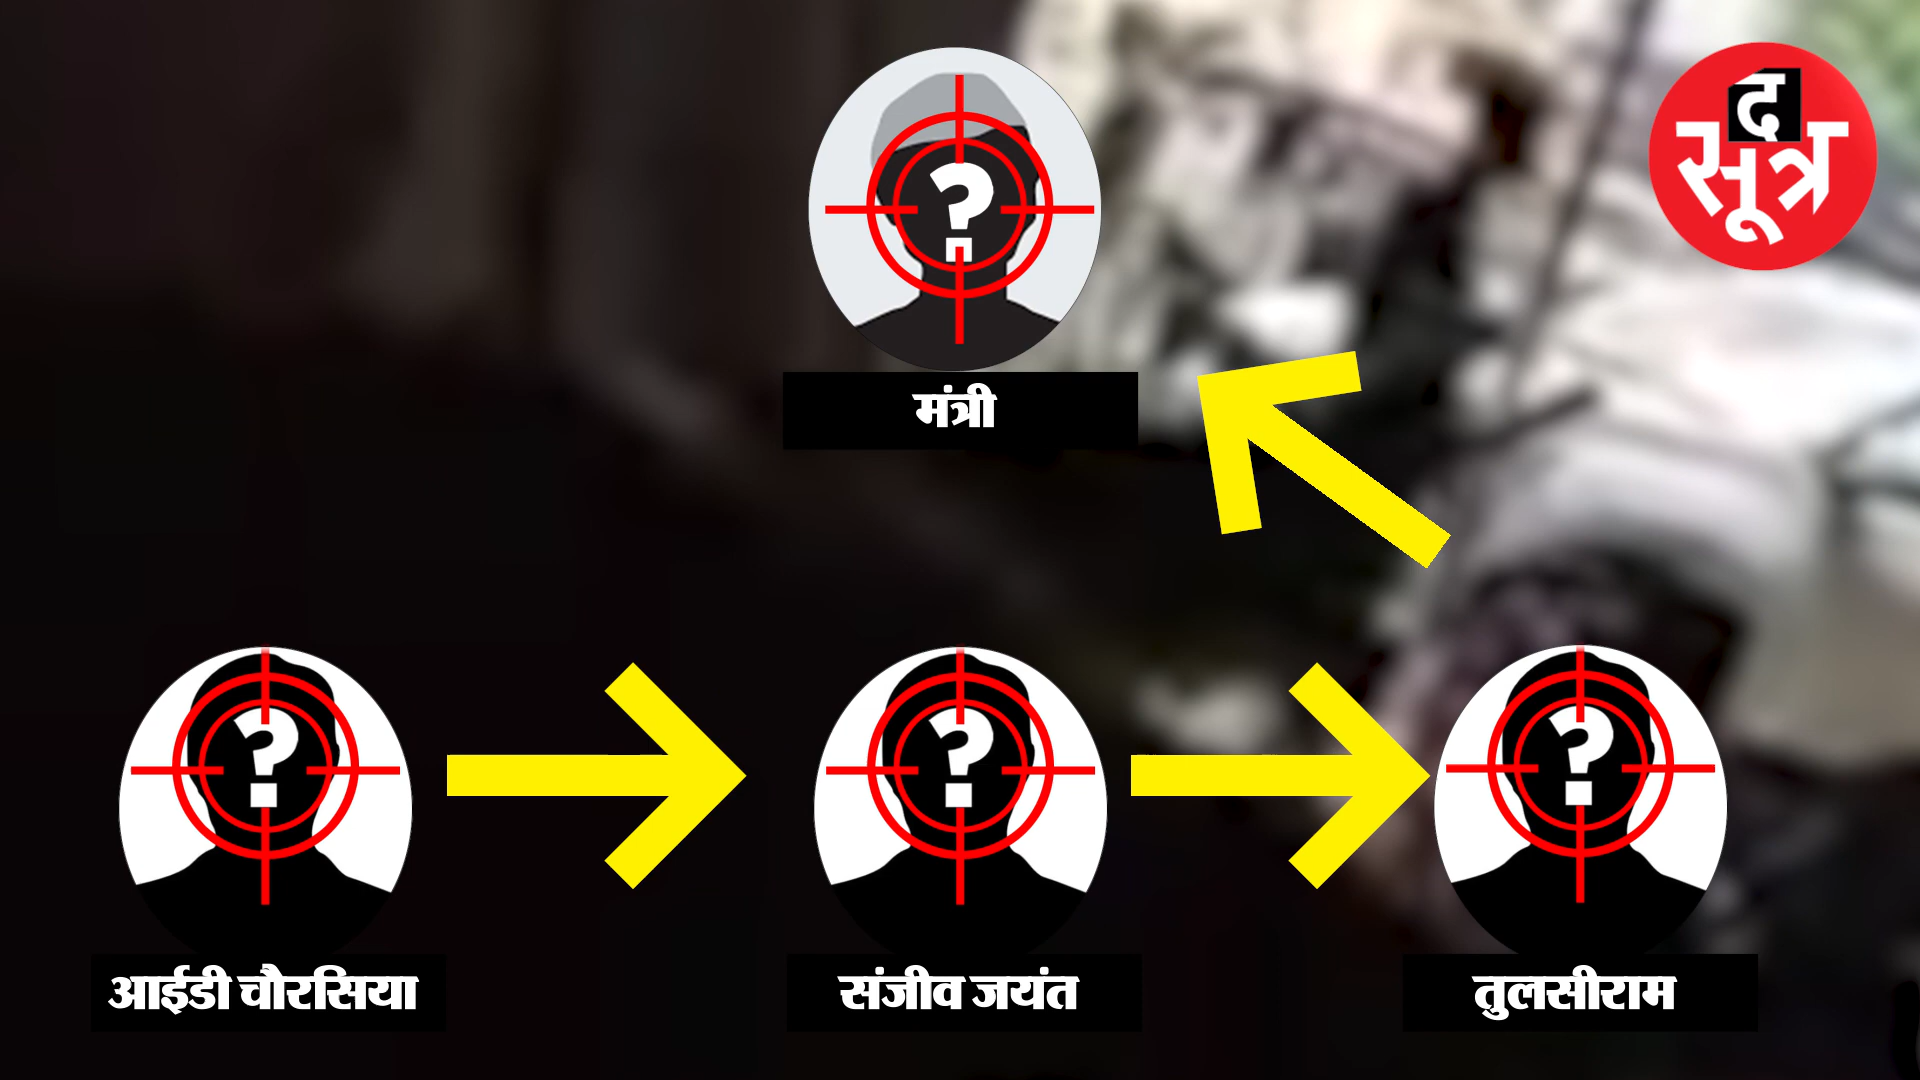 द
सूत्र
?
मंत्री
? ? ?
आईडी चौरसिया संजीव जयंत तुलसीराम